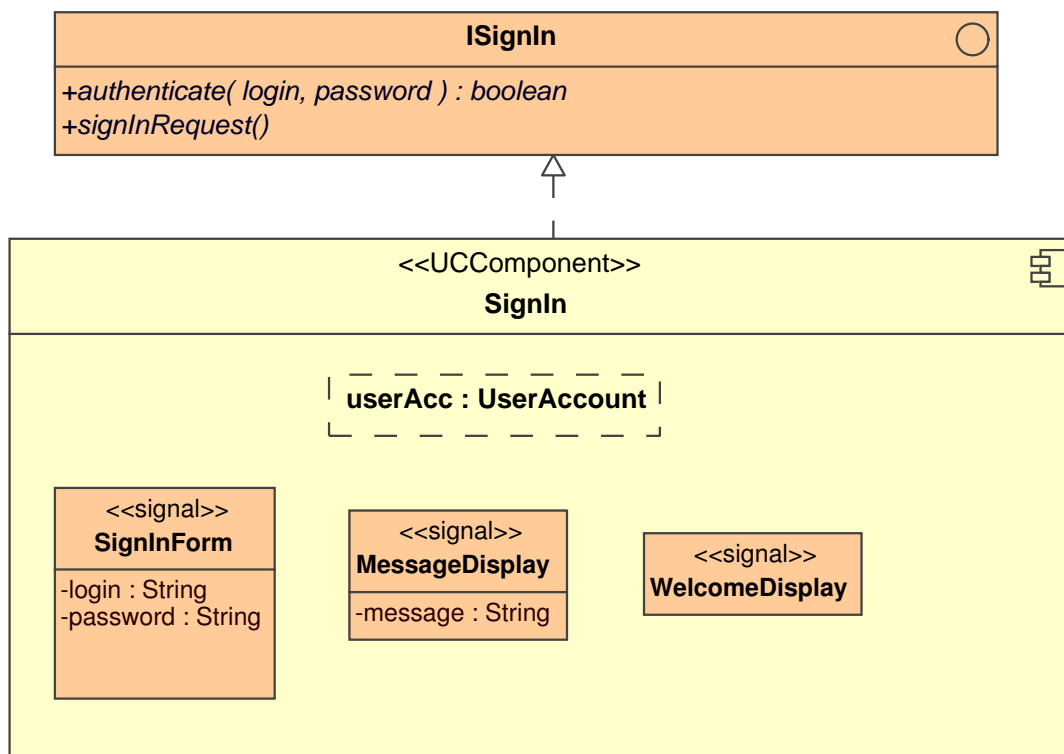 ISignIn
+authenticate( login, password ) : boolean
+signInRequest()
<<UCComponent>>
SignIn
userAcc : UserAccount
<<signal>>
SignInForm
-login : String
-password : String
<<signal>>
MessageDisplay
-message : String
<<signal>>
WelcomeDisplay